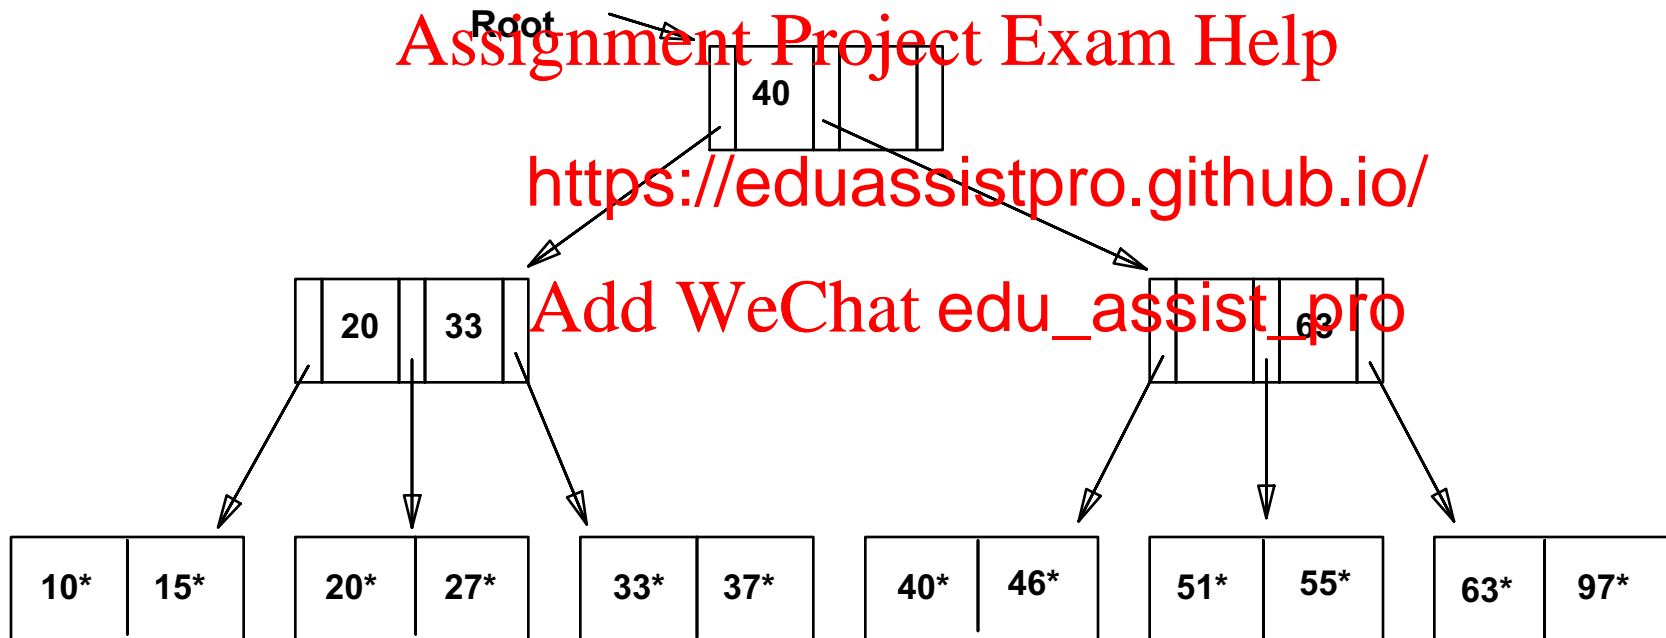 Root
Assignment Project Exam Help
40
https://eduassistpro.github.io/
Add WeChat edu_assist_pro
20 33 63
10* 15* 20* 27* 33* 37* 40* 46* 51* 55* 63* 97*